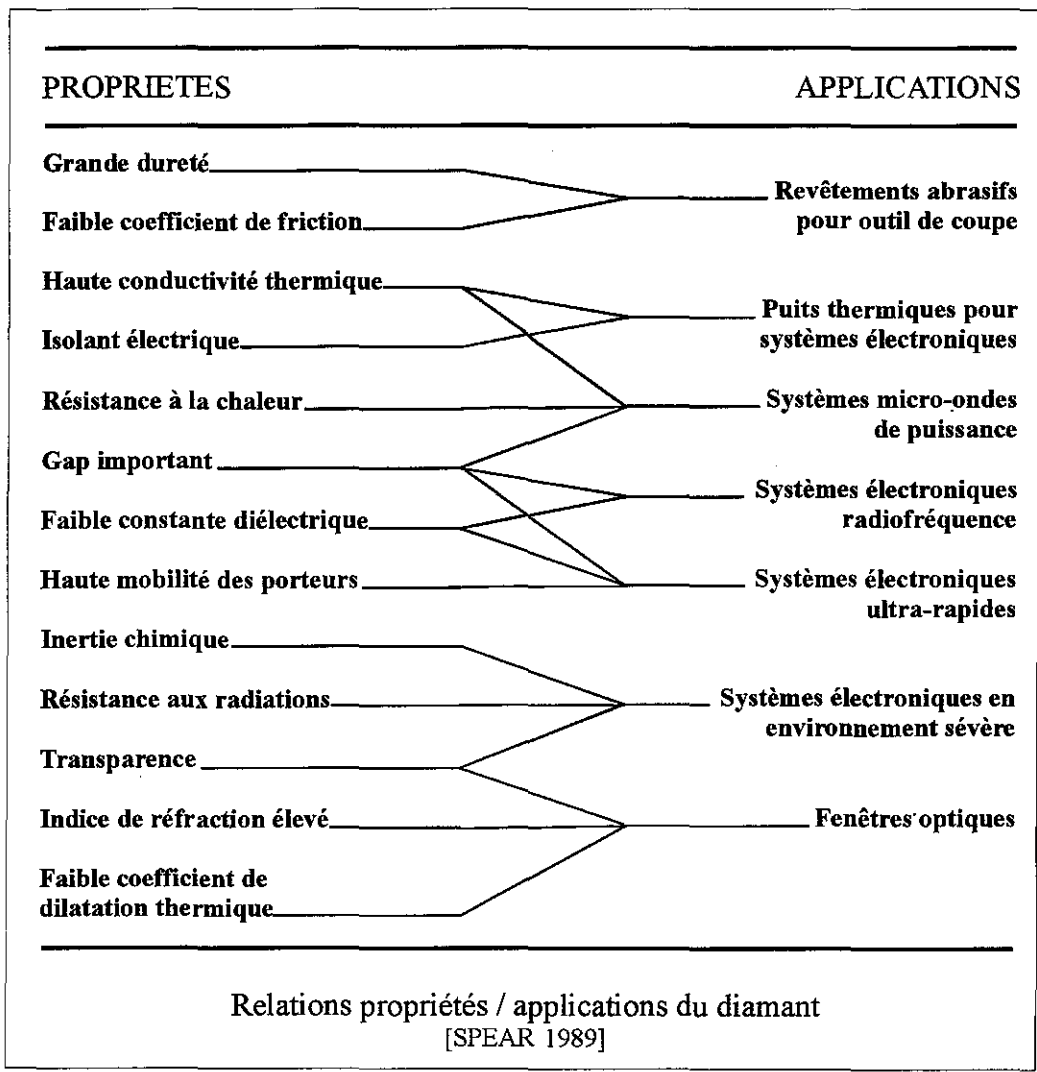 PROPRIETES APPLICATIONS
Grande dureté
Faible coefficient de friction
Revêtements abrasifs
pour outil de coupe
Haute conductivité thermique
Isolant électrique
Puits thermiques pour
systèmes électroniques
Résistance à la chaleur
Systèmes micro-ondes
de puissance
Gap important
Faible constante diélectrique
Systèmes électroniques
radiofréquence
Haute mobilité des porteurs
Systèmes électroniques
ultra-rapides
Inertie chimique
Résistance aux radiations
Systèmes électroniques en
environnement sévère
Transparence
Indice de réfraction élevé
Fenêtres optiques
Faible coefficient de
dilatation thermique
Relations propriétés / applications du diamant
[SPEAR 1989]